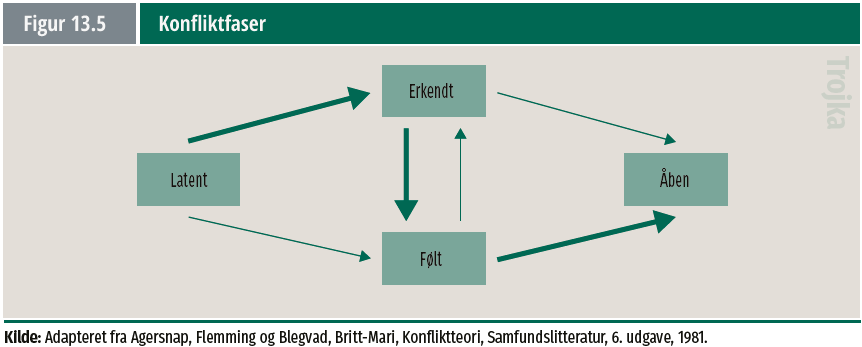 Figur 13.5
Konfliktfaser
Trojka
Erkendt
Latent
Åben
Følt
Kilde: Adapteret fra Agersnap, Flemming og Blegvad, Britt-Mari, Konfliktteori, Samfundslitteratur, 6. udgave, 1981.